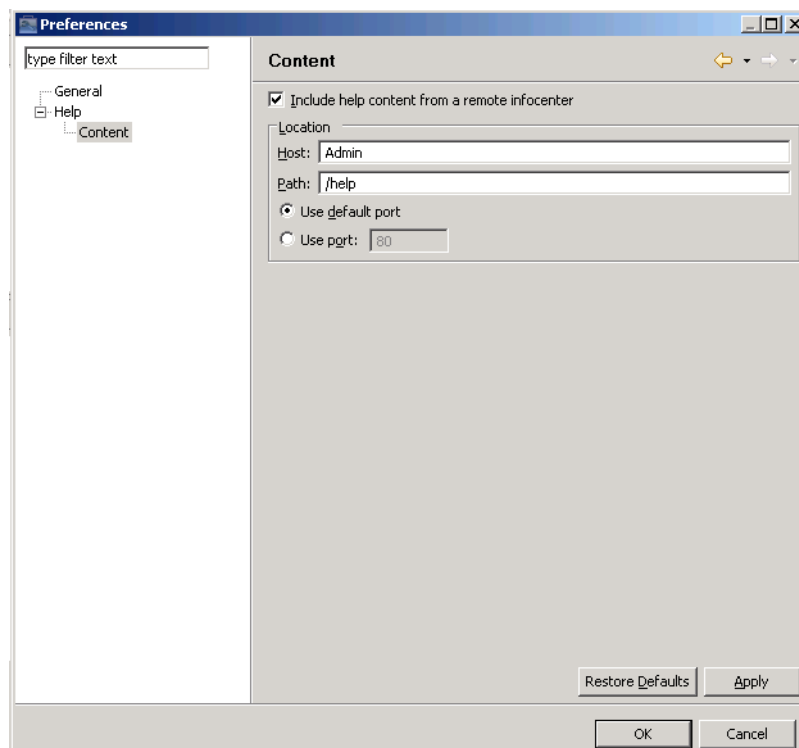 Preferences
type filter text
General
Help
Content
Content
Include help content from a remote infocenter
Location
Host: Admin
Path: /help
Use default port
Use port: 80
Restore Defaults Apply
OK Cancel